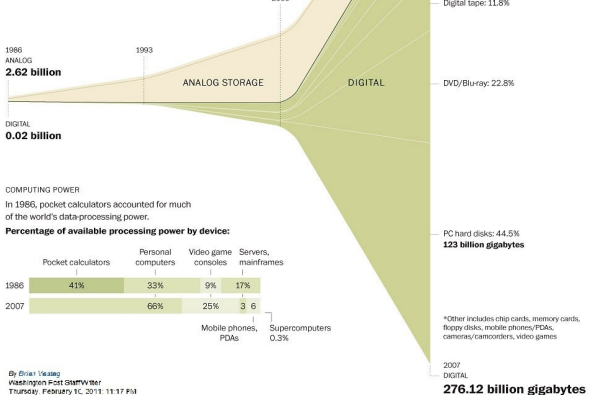 Digital tape: 11.8%
1986
ANALOG
2.62 billion
1993
ANALOG STORAGE
DIGITAL
DVD/Blu-ray: 22.8%
DIGITAL
0.02 billion
COMPUTING POWER
In 1986, pocket calculators accounted for much
of the world's data-processing power.
Percentage of available processing power by device:
Pocket calculators
Personal
computers
Video game
consoles
Servers,
mainframes
1986
41%
33%
9%
17%
2007
66%
25%
3
6
Mobile phones,
PDAs
Supercomputers
0.3%
PC hard disks: 44.5%
123 billion gigabytes
*Other includes chip cards, memory cards,
floppy disks, mobile phones/PDAs,
cameras/camcorders, video games
2007
DIGITAL
276.12 billion gigabytes
By Brian
Washington Post Staff Writer
Thursday, February 10, 2011; 11:17 PM